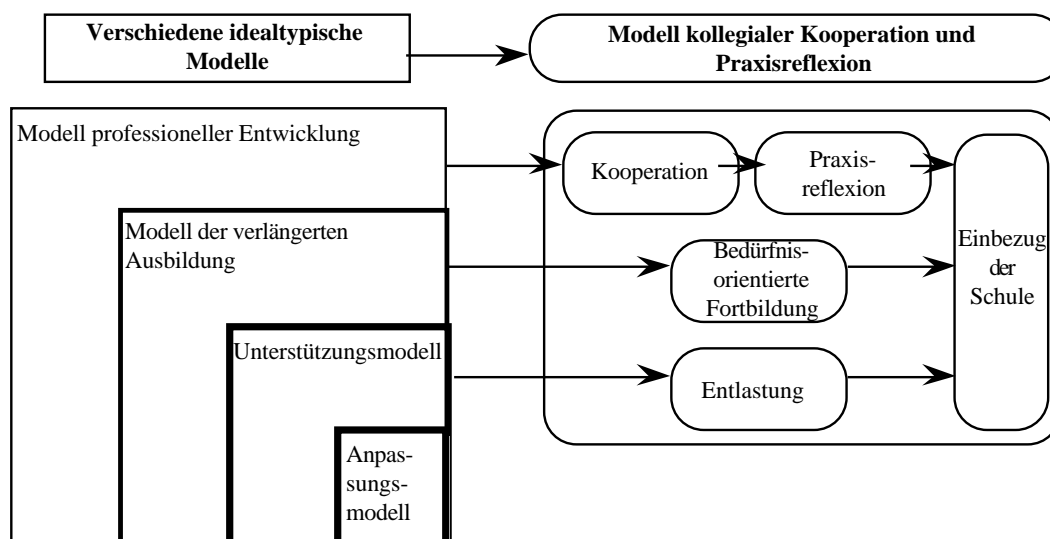 Verschiedene idealtypische
Modelle
Modell kollegialer Kooperation und
Praxisreflexion
Modell professioneller Entwicklung
Kooperation
Praxis-
reflexion
Modell der verlängerten
Ausbildung
Bedürfnis-
orientierte
Fortbildung
Einbezug
der
Schule
Unterstützungsmodell
Entlastung
Anpas-
sungs-
modell